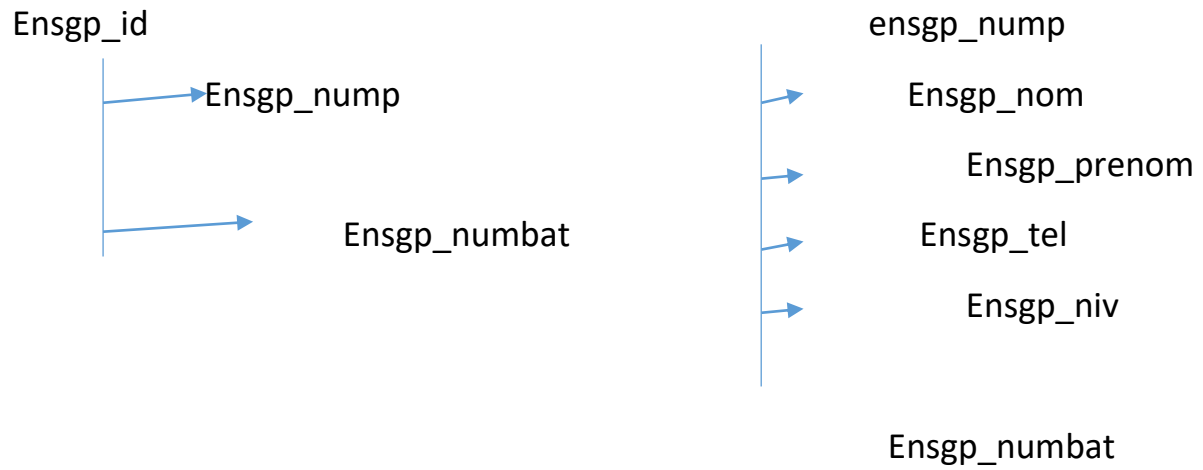 Ensgp_id
Ensgp_nump
Ensgp_numbat
ensgp_nump
Ensgp_nom
Ensgp_prenom
Ensgp_tel
Ensgp_niv
Ensgp_numbat